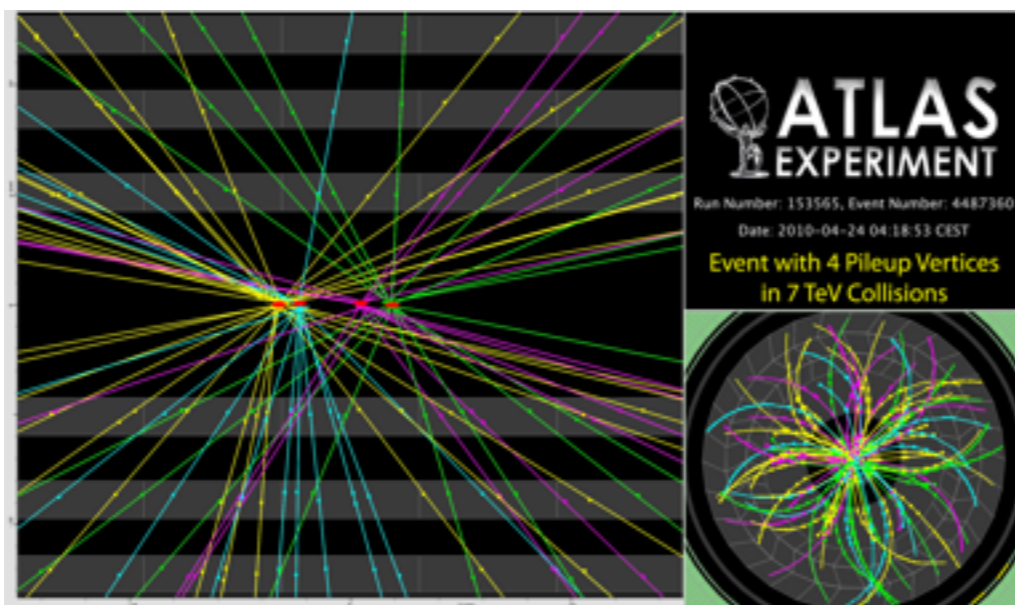 ATLAS
EXPERIMENT
Run Number: 153565, Event Number: 4487360
Date: 2010-04-24 04:18:53 CEST
Event with 4 Pileup Vertices
in 7 TeV Collisions